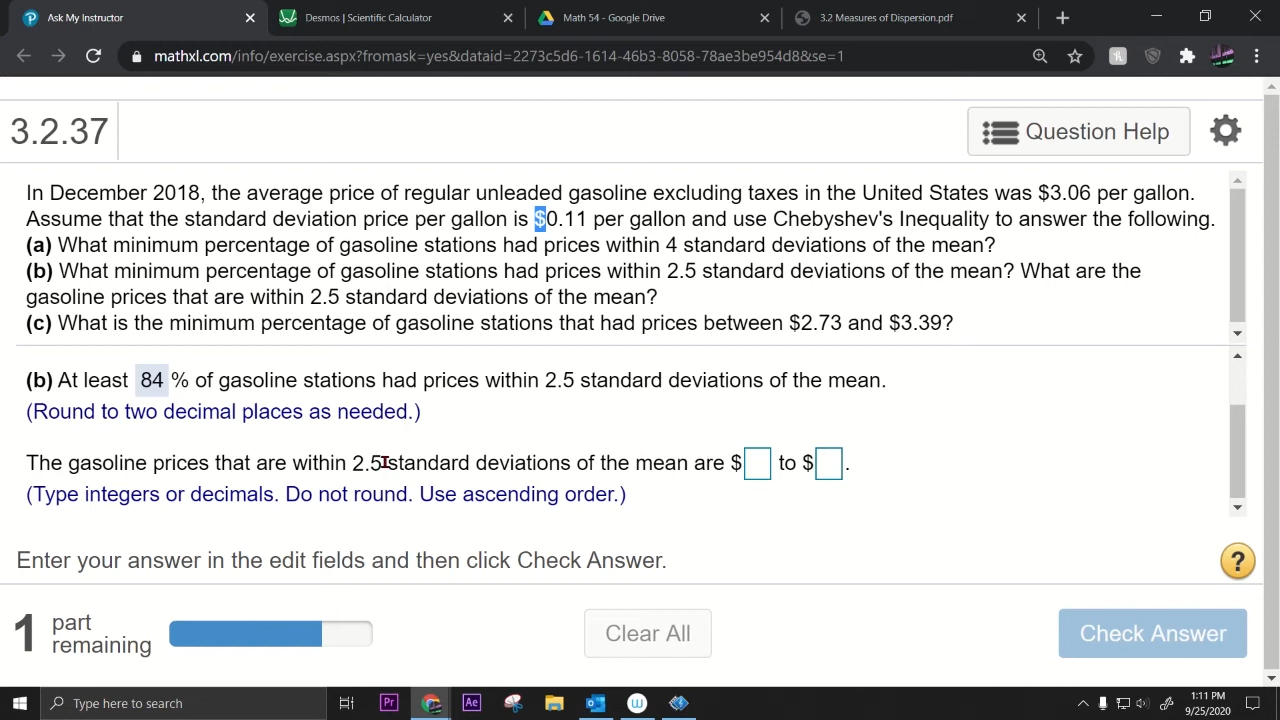 Ask My Instructor
Desmos | Scientific Calculator
Math 54 - Google Drive
3.2 Measures of Dispersion.pdf
mathxl.com/info/exercise.aspx?fromask=yes&dataid=2273c5d6-1614-46b3-8058-78ae3be954d8&se=1
3.2.37
Question Help
In December 2018, the average price of regular unleaded gasoline excluding taxes in the United States was $3.06 per gallon.
Assume that the standard deviation price per gallon is $0.11 per gallon and use Chebyshev's Inequality to answer the following.
(a) What minimum percentage of gasoline stations had prices within 4 standard deviations of the mean?
(b) What minimum percentage of gasoline stations had prices within 2.5 standard deviations of the mean? What are the
gasoline prices that are within 2.5 standard deviations of the mean?
(c) What is the minimum percentage of gasoline stations that had prices between $2.73 and $3.39?
(b) At least 84 % of gasoline stations had prices within 2.5 standard deviations of the mean.
(Round to two decimal places as needed.)
The gasoline prices that are within 2.5 standard deviations of the mean are $ to $ .
(Type integers or decimals. Do not round. Use ascending order.)
Enter your answer in the edit fields and then click Check Answer.
?
1 part
remaining
Clear All
Check Answer
Type here to search
Pr
Ae
1:11 PM
9/25/2020